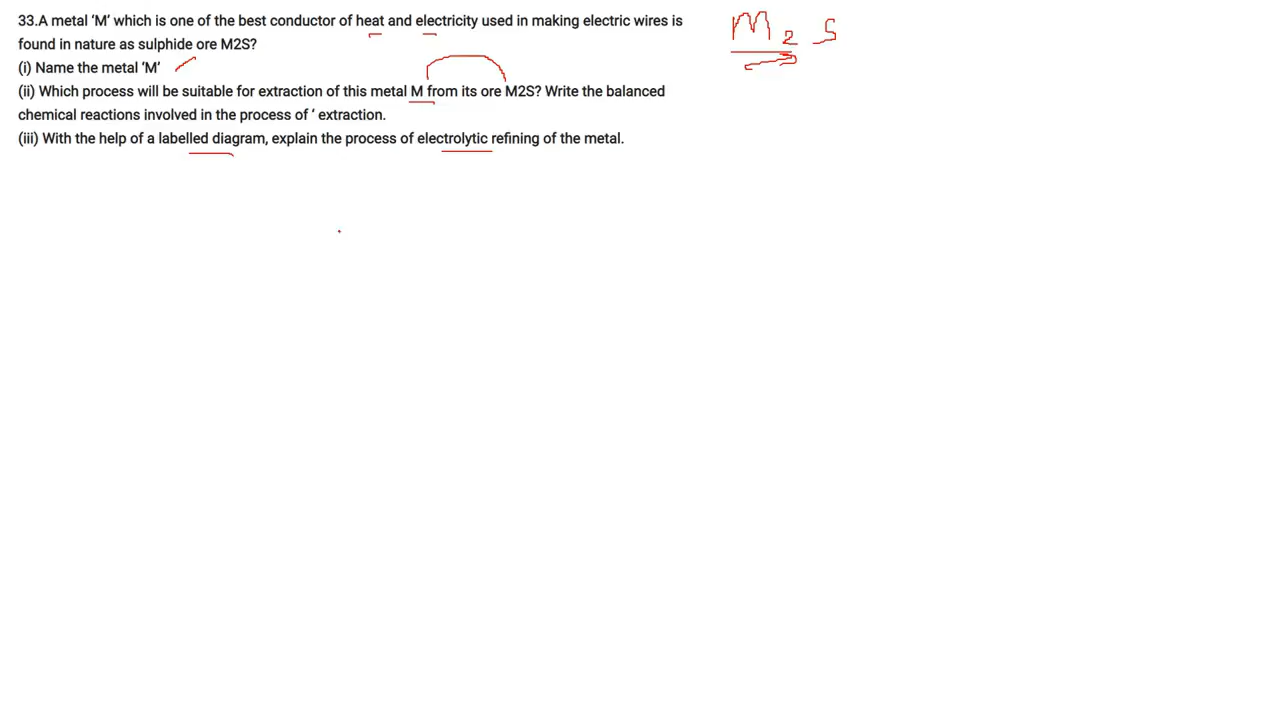 33.A metal ‘M’ which is one of the best conductor of heat and electricity used in making electric wires is
found in nature as sulphide ore M2S?
(i) Name the metal ‘M’
(ii) Which process will be suitable for extraction of this metal M from its ore M2S? Write the balanced
chemical reactions involved in the process of ‘ extraction.
(iii) With the help of a labelled diagram, explain the process of electrolytic refining of the metal.
M2 S